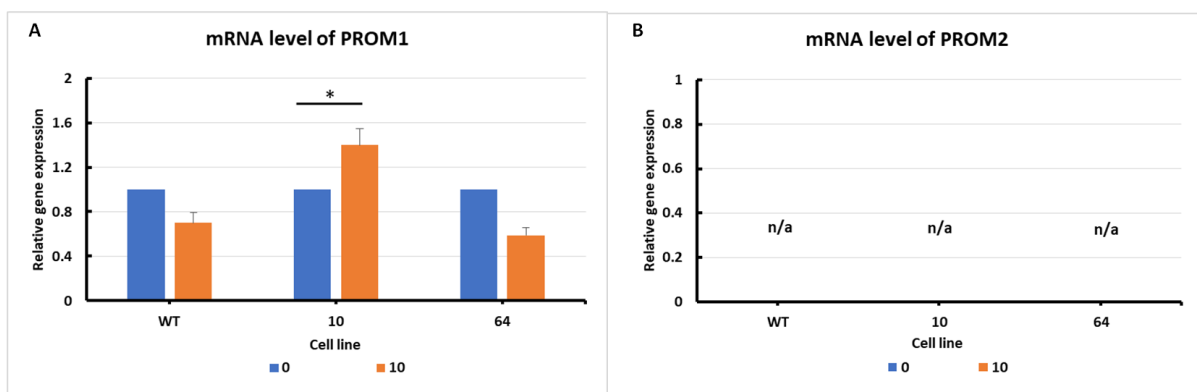 A
mRNA level of PROM1
Relative gene expression
2
1.6
1.2
0.8
0.4
0
*
WT
10
64
Cell line
0
10
B
mRNA level of PROM2
Relative gene expression
1
0.8
0.6
0.4
0.2
0
n/a
n/a
n/a
WT
10
64
Cell line
0
10